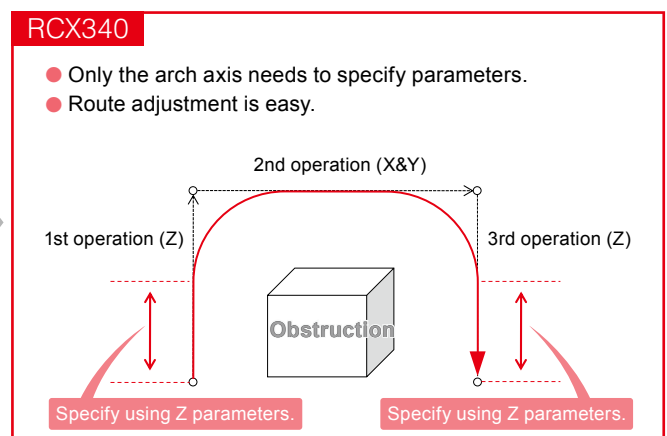 RCX340
● Only the arch axis needs to specify parameters.
● Route adjustment is easy.
2nd operation (X&Y)
1st operation (Z)
3rd operation (Z)
Obstruction
Specify using Z parameters.
Specify using Z parameters.